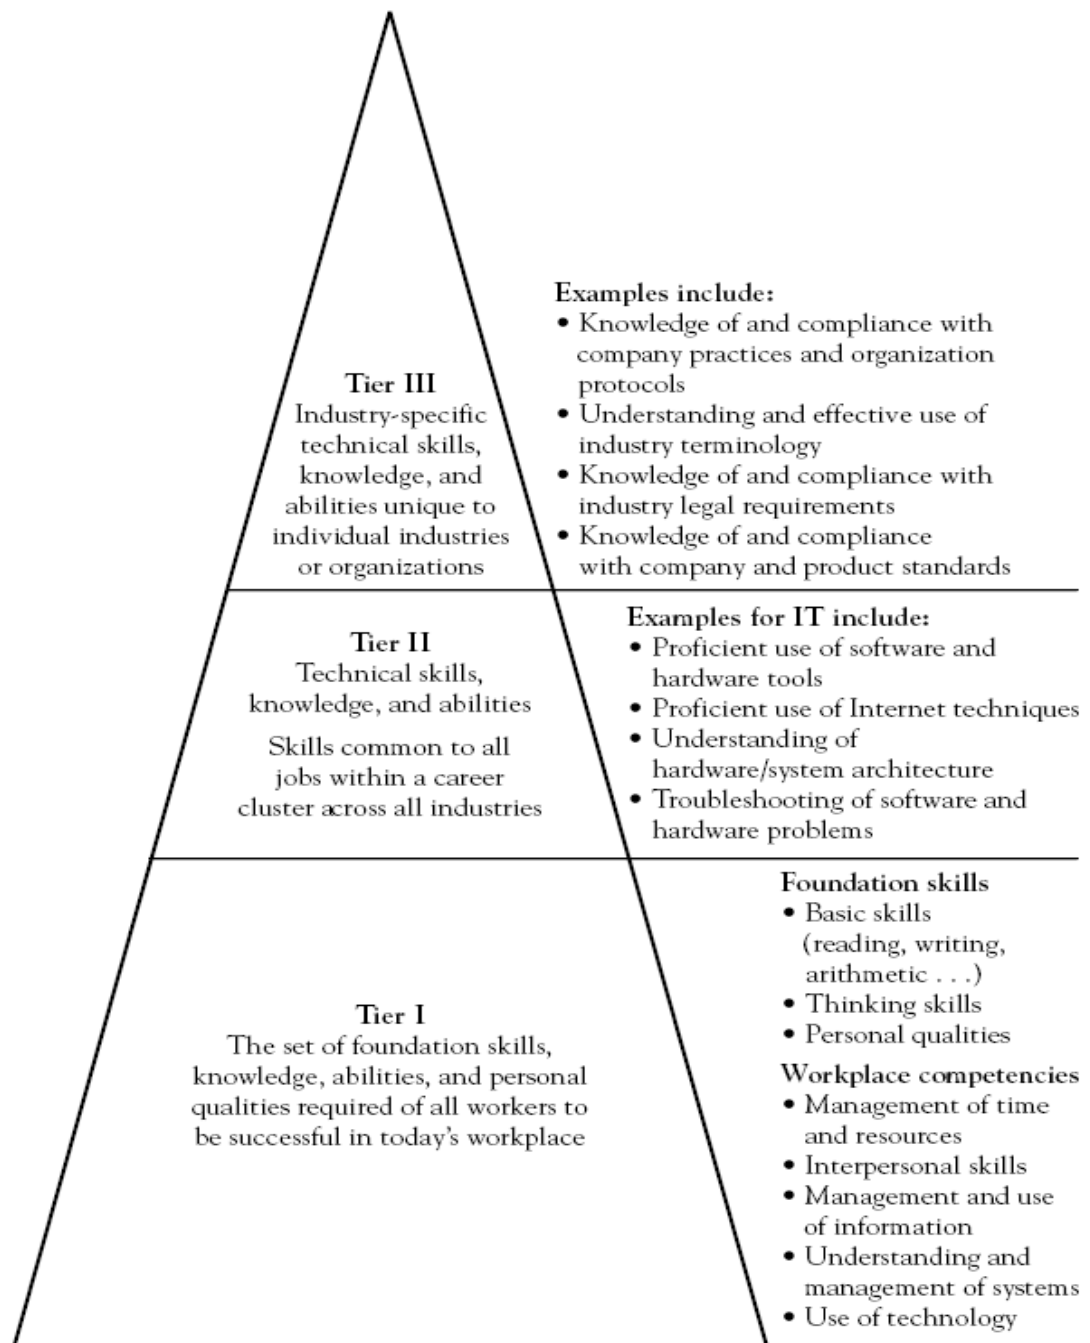 Examples include:
• Knowledge of and compliance with
company practices and organization
protocols
• Understanding and effective use of
industry terminology
• Knowledge of and compliance with
industry legal requirements
• Knowledge of and compliance
with company and product standards
Tier III
Industry-specific
technical skills,
knowledge, and
abilities unique to
individual industries
or organizations
Examples for IT include:
• Proficient use of software and
hardware tools
• Proficient use of Internet techniques
• Understanding of
hardware/system architecture
• Troubleshooting of software and
hardware problems
Tier II
Technical skills,
knowledge, and abilities
Skills common to all
jobs within a career
cluster across all industries
Foundation skills
• Basic skills
(reading, writing,
arithmetic . . .)
• Thinking skills
• Personal qualities
Workplace competencies
• Management of time
and resources
• Interpersonal skills
• Management and use
of information
• Understanding and
management of systems
• Use of technology
Tier I
The set of foundation skills,
knowledge, abilities, and personal
qualities required of all workers to
be successful in today's workplace